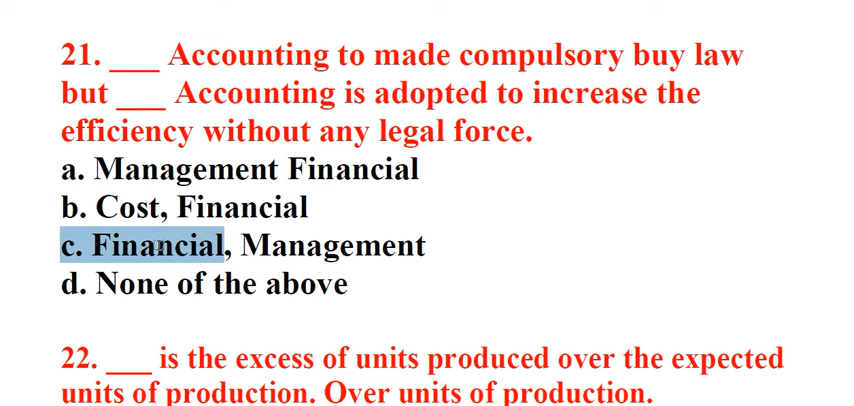 21. ___ Accounting to made compulsory buy law
but ___ Accounting is adopted to increase the
efficiency without any legal force.
a. Management Financial
b. Cost, Financial
c. Financial, Management
d. None of the above
22. ___ is the excess of units produced over the expected
units of production. Over units of production.